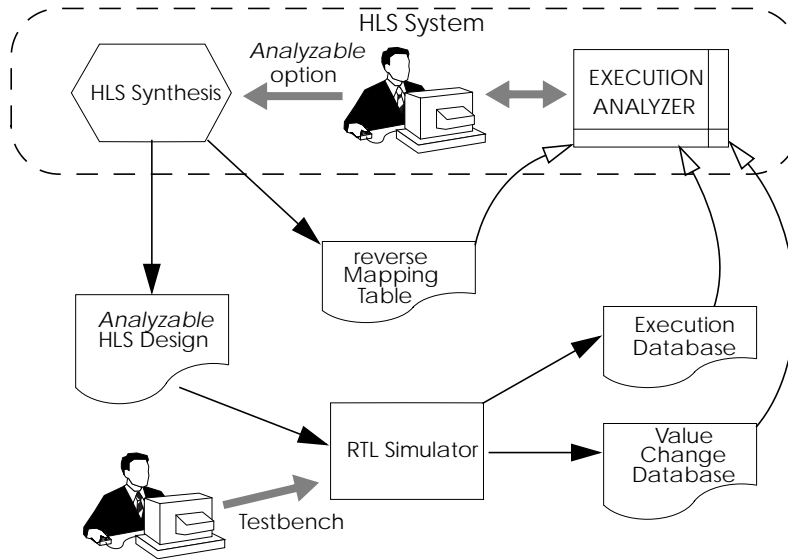 HLS System
Analyzable
option
HLS Synthesis
EXECUTION
ANALYZER
reverse
Mapping
Table
Analyzable
HLS Design
Execution
Database
RTL Simulator
Value
Change
Database
Testbench